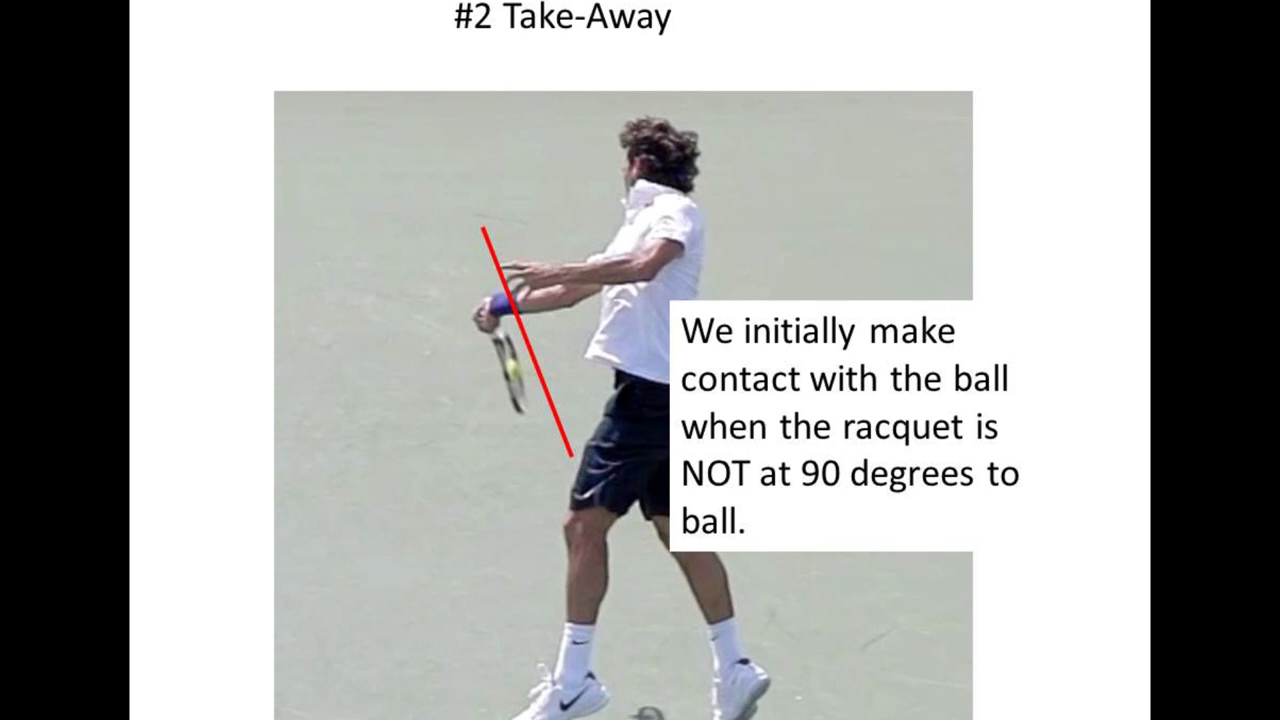 #2 Take-Away
We initially make
contact with the ball
when the racquet is
NOT at 90 degrees to
ball.